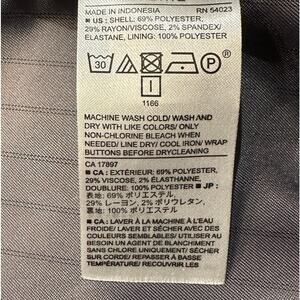 MADE IN INDONESIA RN 54023
■ US : SHELL: 69% POLYESTER,
29% RAYON/VISCOSE, 2% SPANDEX/
ELASTANE, LINING: 100% POLYESTER
30 P
I
1166
MACHINE WASH COLD/ WASH AND
DRY WITH LIKE COLORS/ ONLY
NON-CHLORINE BLEACH WHEN
NEEDED/ LINE DRY/ COOL IRON/ WRAP
BUTTONS BEFORE DRYCLEANING
CA 17897
■ CA : EXTÉRIEUR: 69% POLYESTER,
29% VISCOSE, 2% ÉLASTHANNE,
DOUBLURE: 100% POLYESTER ■ JP :
表地: 69% ポリエステル
29% レーヨン, 2% ポリウレタン,
裏地: 100% ポリエステル
■ CA : LAVER À LA MACHINE À L'EAU
FROIDE/ LAVER ET SÉCHER AVEC DES
COULEURS SEMBLABLES/ UTILISER AU
BESOIN UN AGENT DE BLANCHIMENT
SANS CHLORE UNIQUEMENT/ SÉCHER
SUR CORDE/ REPASSER À BASSE
TEMPÉRATURE/ RECOUVRIR LES